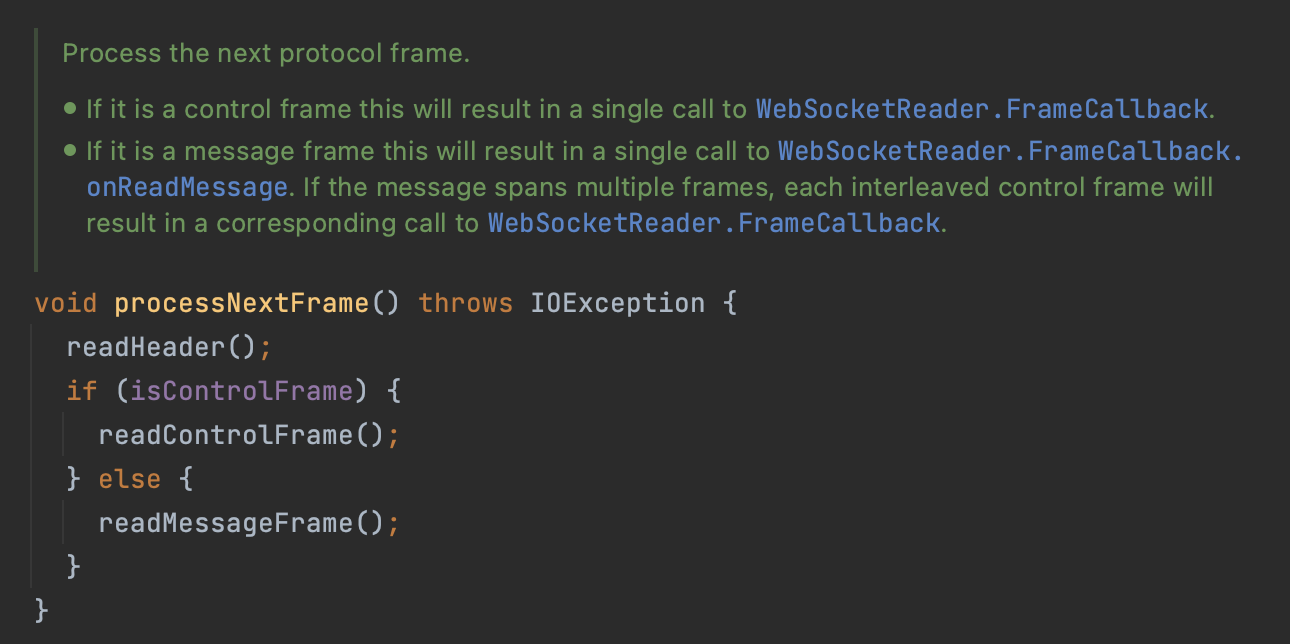 Process the next protocol frame.
● If it is a control frame this will result in a single call to WebSocketReader.FrameCallback.
● If it is a message frame this will result in a single call to WebSocketReader.FrameCallback.
onReadMessage. If the message spans multiple frames, each interleaved control frame will
result in a corresponding call to WebSocketReader.FrameCallback.
void processNextFrame() throws IOException {
  readHeader();
  if (isControlFrame) {
    readControlFrame();
  } else {
    readMessageFrame();
  }
}